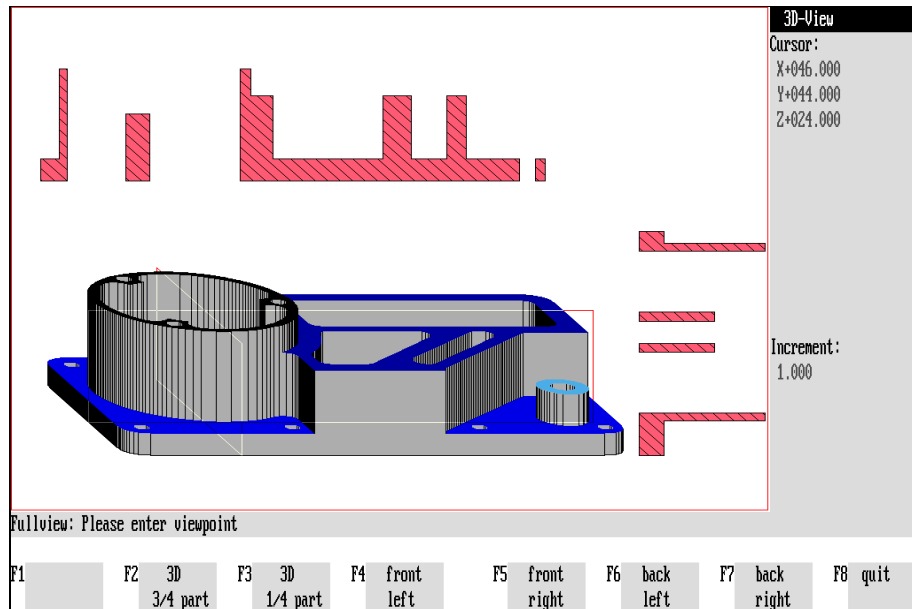 3D-View
Cursor:
X+046.000
Y+044.000
Z+024.000
Increment:
1.000
Fullview: Please enter viewpoint
F1 F2 3D F3 3D F4 front F5 front F6 back F7 back F8 quit
3/4 part 1/4 part left right left right